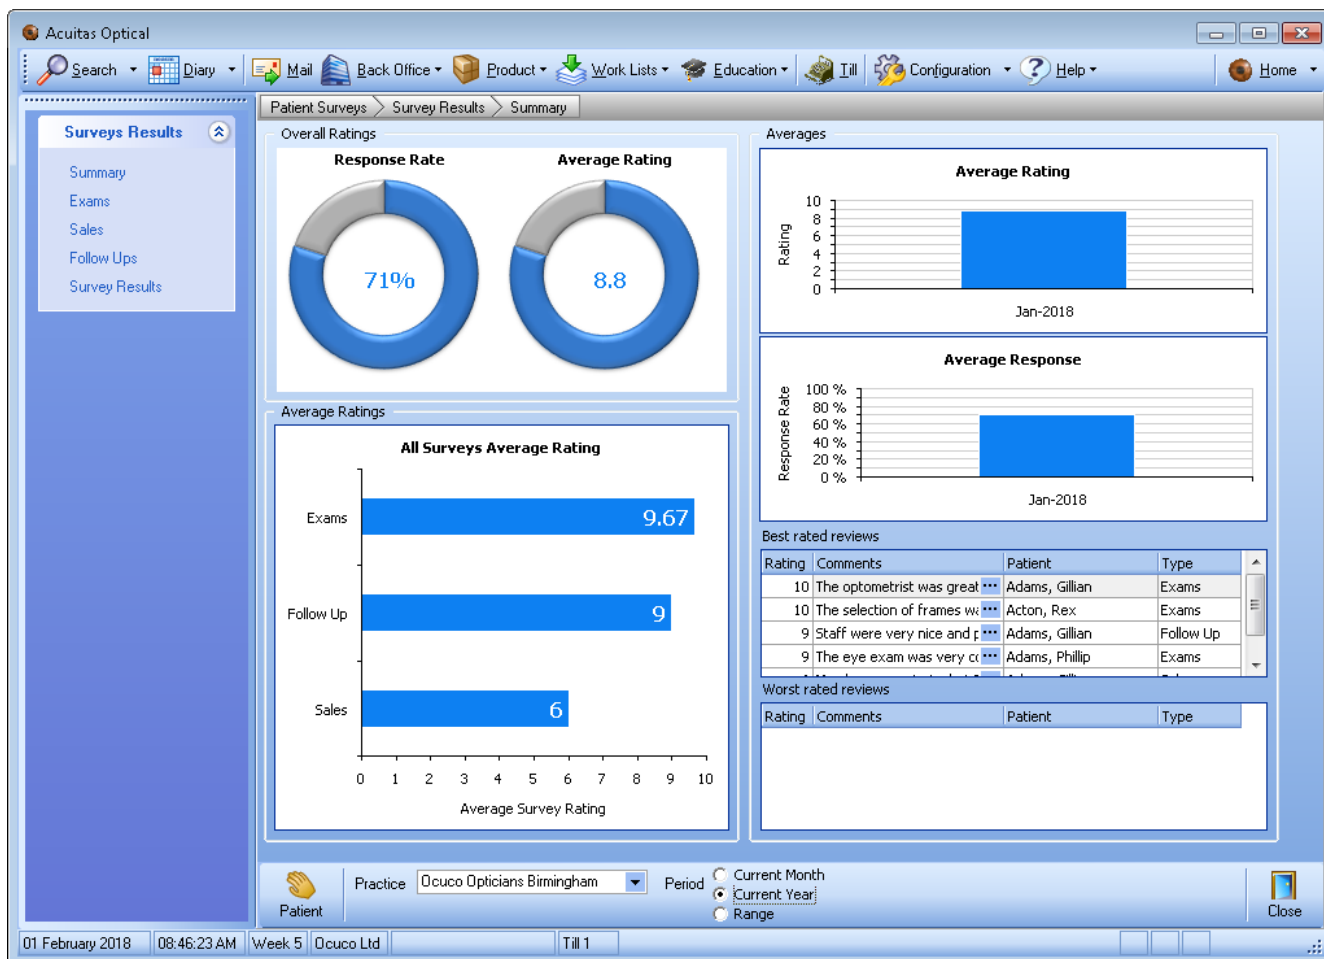 Acuitas Optical
Search Diary Mail Back Office Product Work Lists Education Till Configuration Help Home
Patient Surveys Survey Results Summary
Surveys Results
Summary
Exams
Sales
Follow Ups
Survey Results
Overall Ratings
Response Rate Average Rating
71% 8.8
Average Ratings
All Surveys Average Rating
Exams 9.67
Follow Up 9
Sales 6
0 1 2 3 4 5 6 7 8 9 10
Average Survey Rating
Averages
Average Rating
Rating
10
8
6
4
2
0
Jan-2018
Average Response
Response Rate
100 %
80 %
60 %
40 %
20 %
0 %
Jan-2018
Best rated reviews
Rating Comments Patient Type
10 The optometrist was great ... Adams, Gillian Exams
10 The selection of frames ... Acton, Rex Exams
9 Staff were very nice and ... Adams, Gillian Follow Up
9 The eye exam was very ... Adams, Phillip Exams
Worst rated reviews
Rating Comments Patient Type
Patient
Practice Ocuco Opticians Birmingham
Period
Current Month
Current Year
Range
Close
01 February 2018 08:46:23 AM Week 5 Ocuco Ltd Till 1